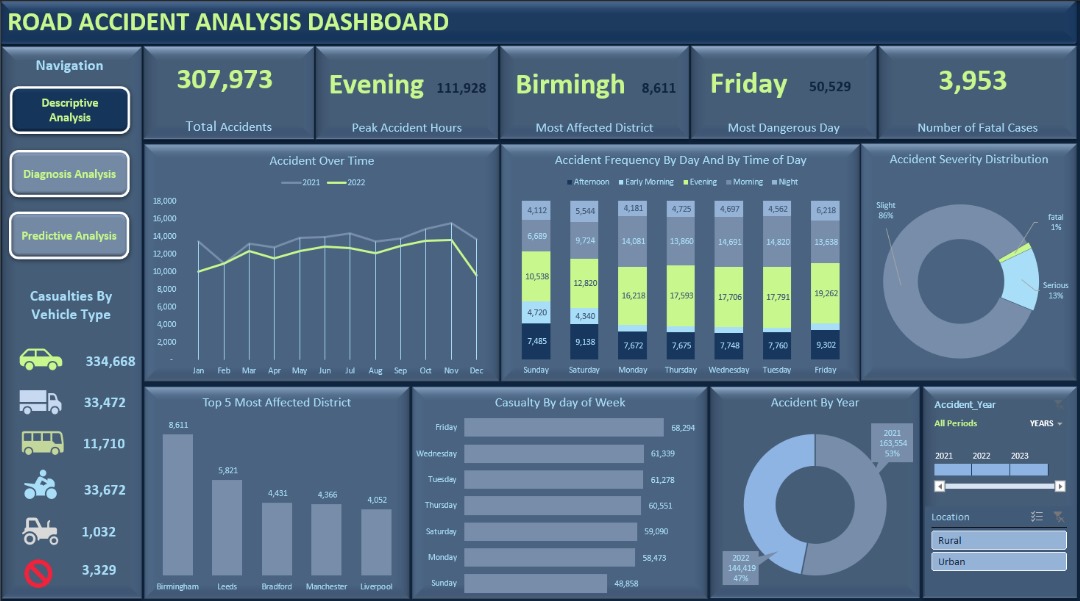 ROAD ACCIDENT ANALYSIS DASHBOARD
Navigation
Descriptive
Analysis
Diagnosis Analysis
Predictive Analysis
Casualties By
Vehicle Type
334,668
33,472
11,710
33,672
1,032
3,329
307,973
Total Accidents
Evening 111,928
Peak Accident Hours
Birmingh 8,611
Most Affected District
Friday 50,529
Most Dangerous Day
3,953
Number of Fatal Cases
Accident Over Time
2021 2022
18,000
16,000
14,000
12,000
10,000
8,000
6,000
4,000
2,000
-
Jan Feb Mar Apr May Jun Jul Aug Sep Oct Nov Dec
Accident Frequency By Day And By Time of Day
Afternoon Early Morning Evening Morning Night
4,112 5,544 4,181 4,725 4,697 4,562 6,218
6,689 9,724 14,081 13,860 14,691 14,820 13,638
10,538 12,820 16,218 17,593 17,706 17,791 19,262
4,720 4,340
7,485 9,138 7,672 7,675 7,748 7,760 9,302
Sunday Saturday Monday Thursday Wednesday Tuesday Friday
Accident Severity Distribution
Slight
86%
fatal
1%
Serious
13%
Top 5 Most Affected District
8,611
5,821
4,431
4,366
4,052
Birmingham Leeds Bradford Manchester Liverpool
Casualty By day of Week
Friday 68,294
Wednesday 61,339
Tuesday 61,278
Thursday 60,551
Saturday 59,090
Monday 58,473
Sunday 48,858
Accident By Year
2021
163,554
53%
2022
144,419
47%
Accident_Year
All Periods YEARS
2021 2022 2023
Location
Rural
Urban